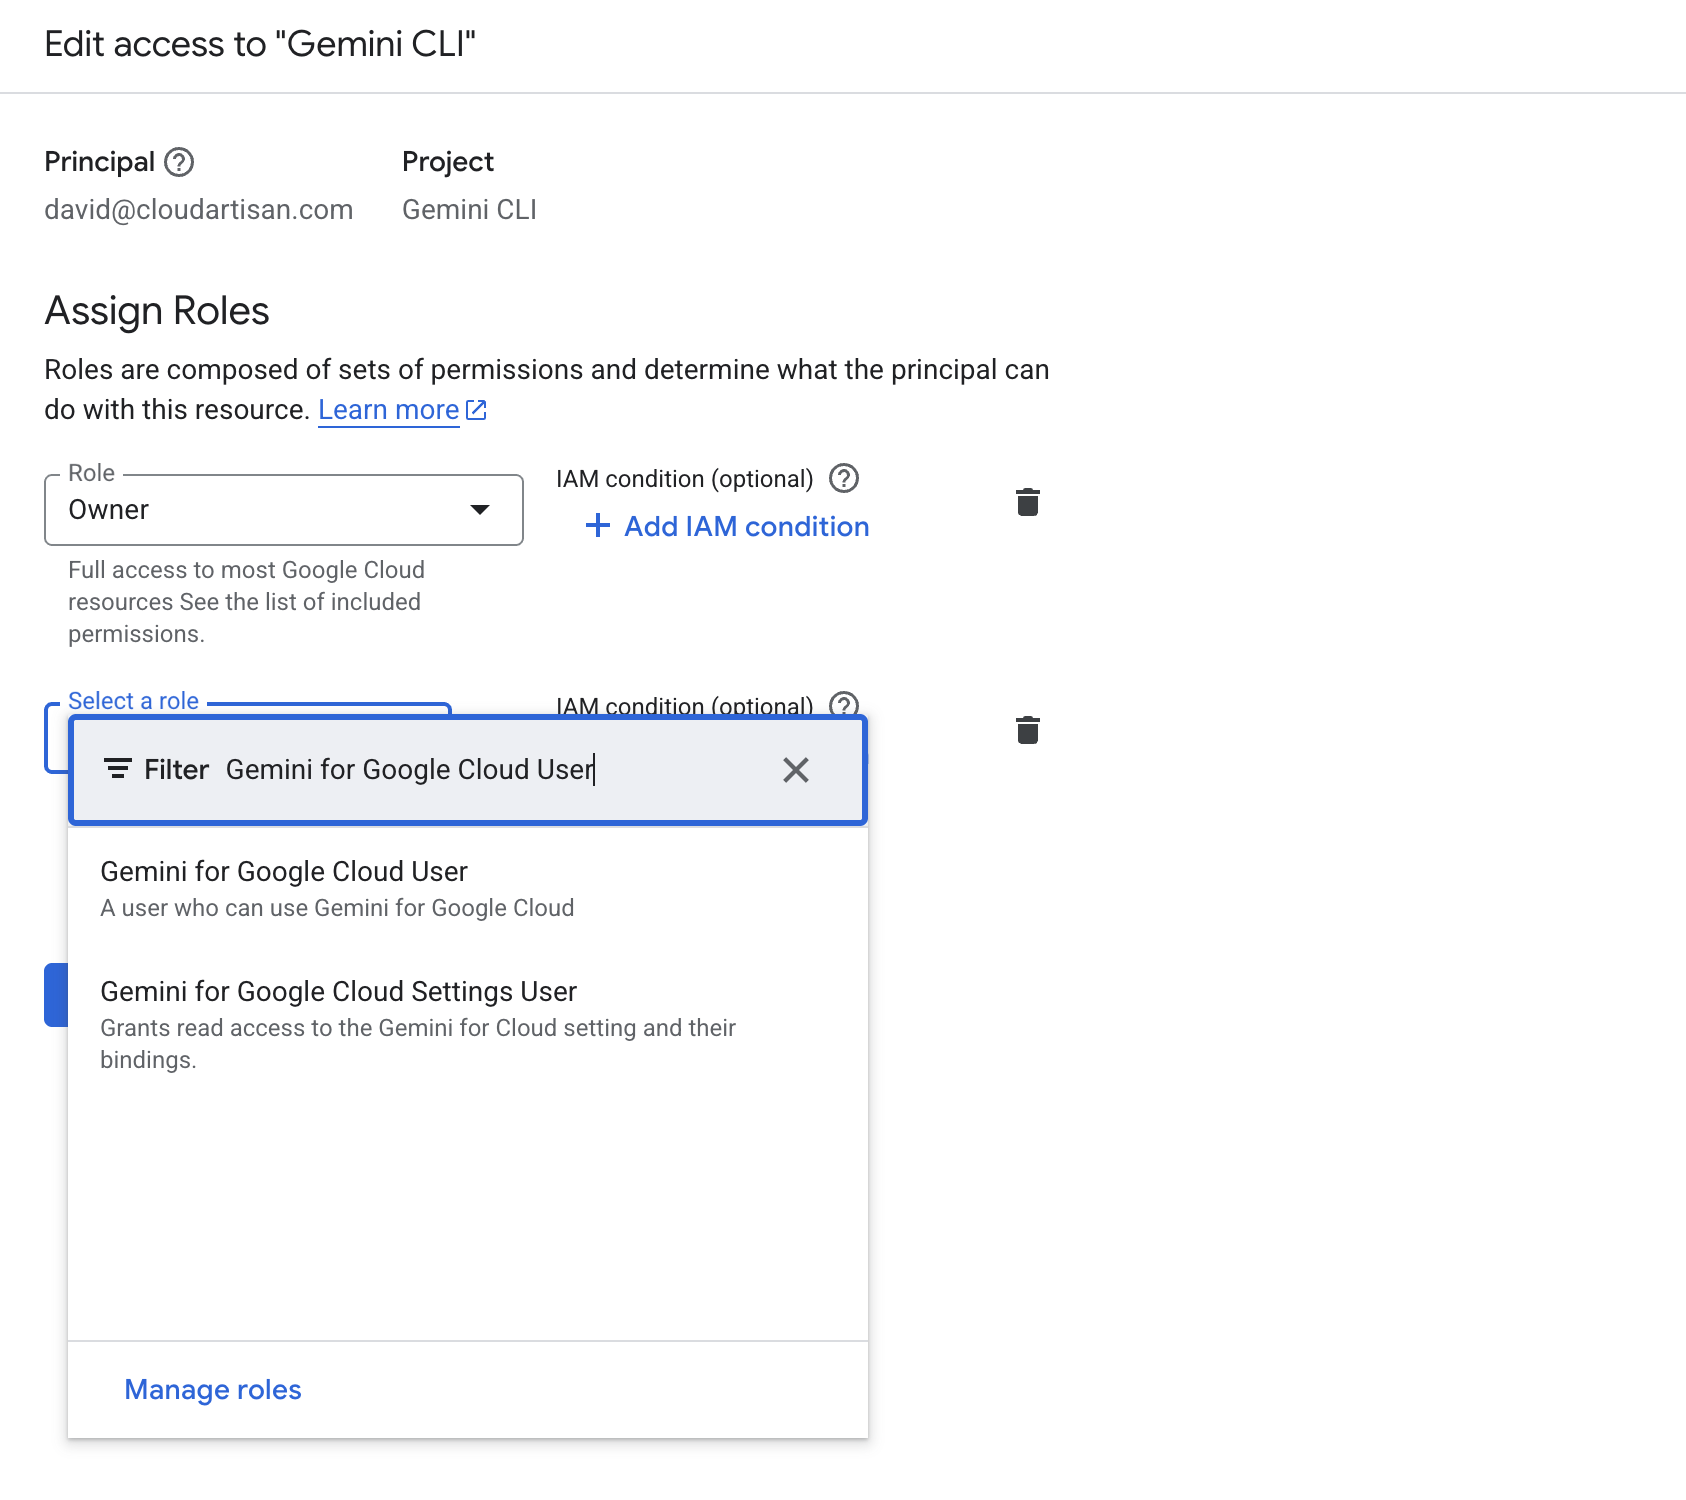 Edit access to "Gemini CLI"
Principal
Project
david@cloudartisan.com
Gemini CLI
Assign Roles
Roles are composed of sets of permissions and determine what the principal can
do with this resource. Learn more
Role
Owner
IAM condition (optional)
Add IAM condition
Full access to most Google Cloud
resources See the list of included
permissions.
Select a role
IAM condition (optional)
Filter Gemini for Google Cloud User
Gemini for Google Cloud User
A user who can use Gemini for Google Cloud
Gemini for Google Cloud Settings User
Grants read access to the Gemini for Cloud setting and their
bindings.
Manage roles